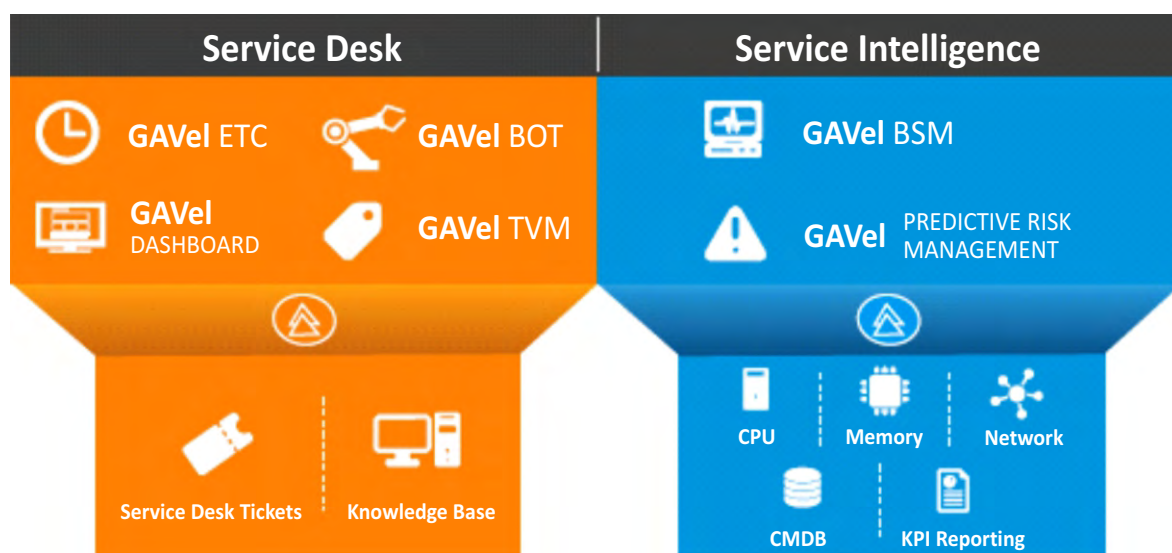 Service Desk
Service Intelligence
GAVel ETC
GAVel BOT
GAVel
DASHBOARD
GAVel TVM
GAVel BSM
GAVel
PREDICTIVE RISK
MANAGEMENT
Service Desk Tickets
Knowledge Base
CPU
Memory
Network
CMDB
KPI Reporting